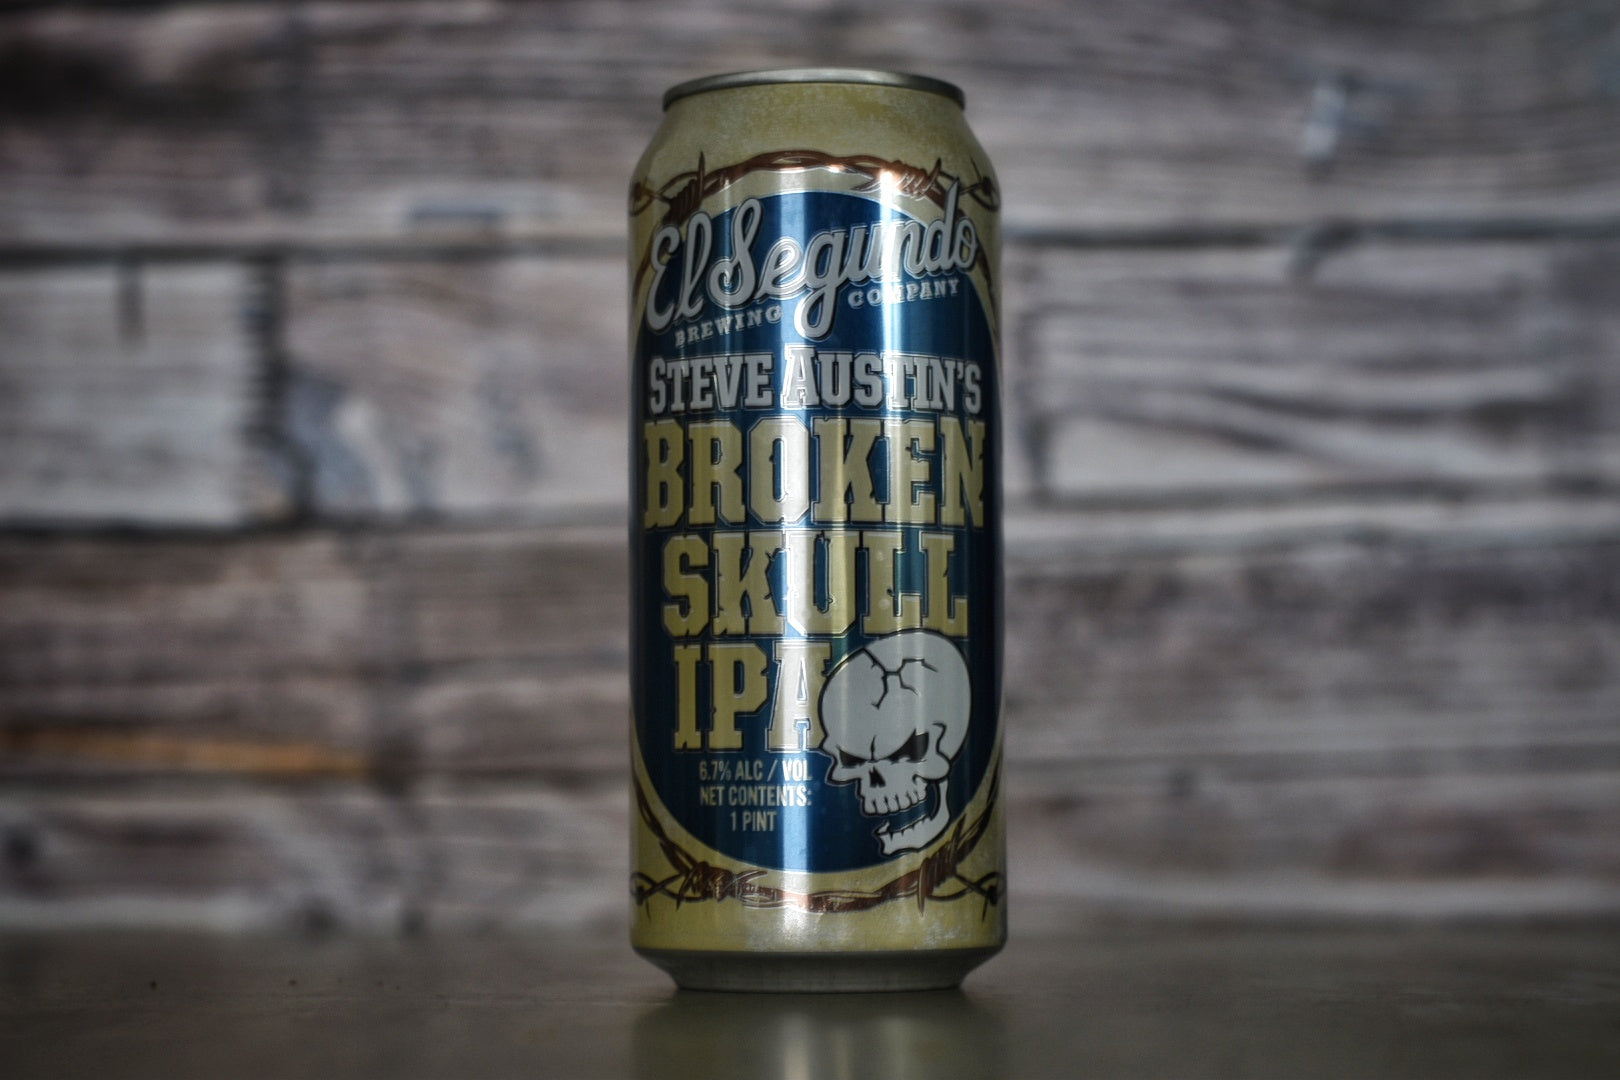 El Segundo
BREWING COMPANY
STEVE AUSTIN'S
BROKEN
SKULL
IPA
6.7% ALC / VOL
NET CONTENTS:
1 PINT